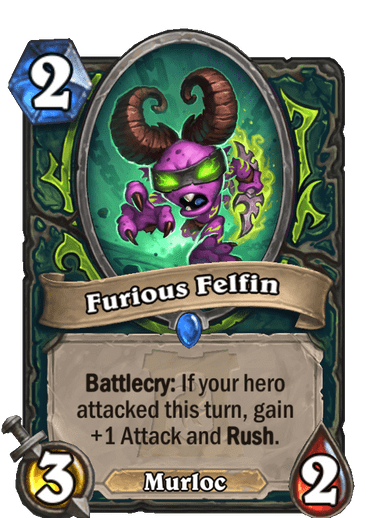 2
Furious Felfin
Battlecry: If your hero
attacked this turn, gain
+1 Attack and Rush.
3
Murloc
2